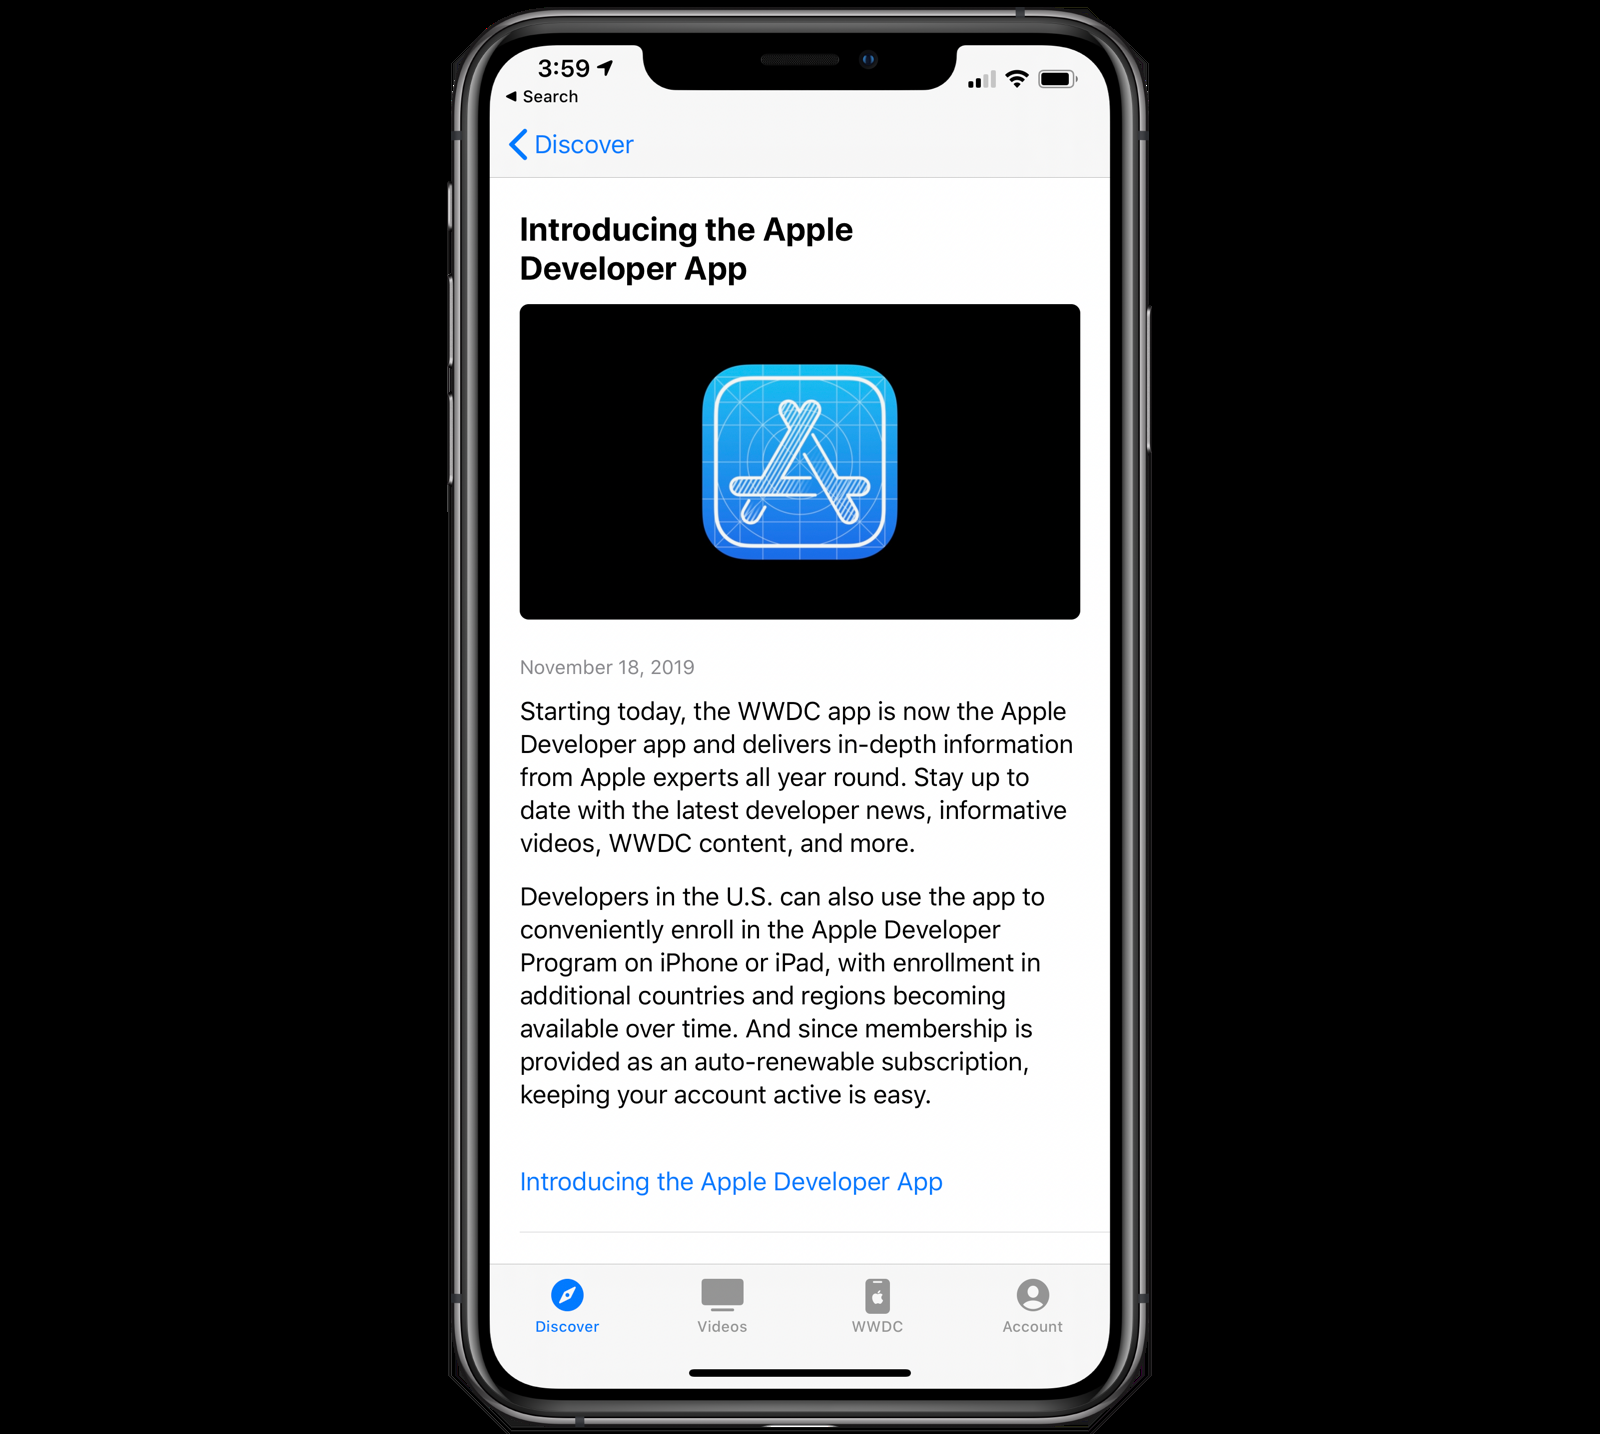 3:59
Search
Discover
Introducing the Apple
Developer App
November 18, 2019
Starting today, the WWDC app is now the Apple
Developer app and delivers in-depth information
from Apple experts all year round. Stay up to
date with the latest developer news, informative
videos, WWDC content, and more.
Developers in the U.S. can also use the app to
conveniently enroll in the Apple Developer
Program on iPhone or iPad, with enrollment in
additional countries and regions becoming
available over time. And since membership is
provided as an auto-renewable subscription,
keeping your account active is easy.
Introducing the Apple Developer App
Discover
Videos
WWDC
Account